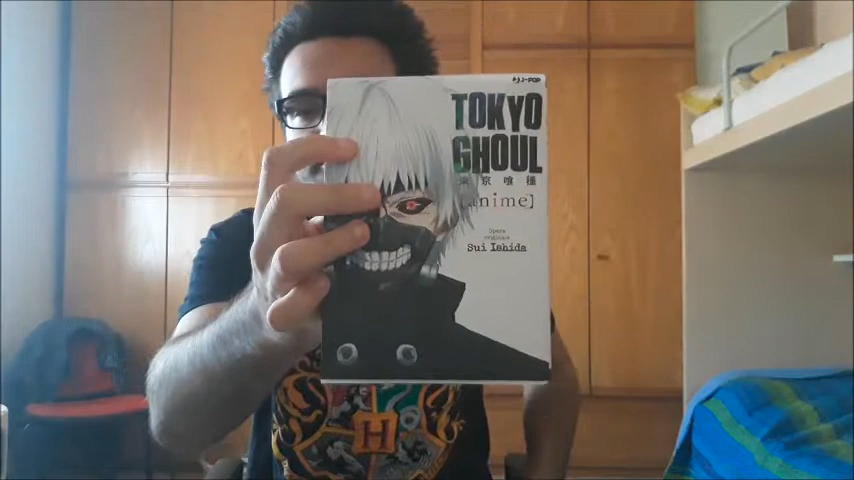 J-POP
TOKYO
GHOUL
東京喰種
[anime]
Opera
originale
Sui Ishida
H